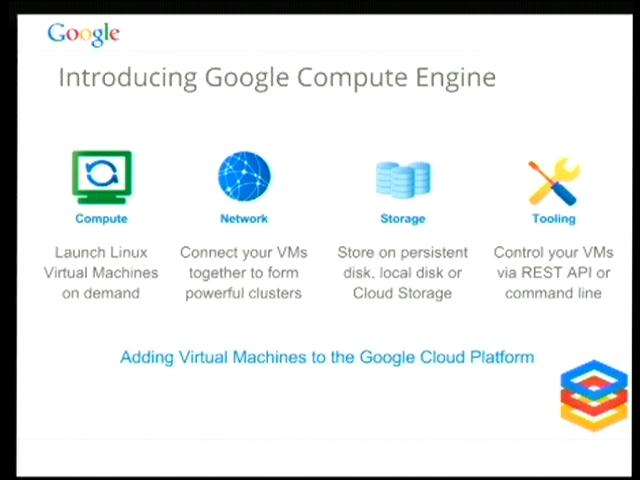 Google
Introducing Google Compute Engine
Compute
Network
Storage
Tooling
Launch Linux
Virtual Machines
on demand
Connect your VMs
together to form
powerful clusters
Store on persistent
disk, local disk or
Cloud Storage
Control your VMs
via REST API or
command line
Adding Virtual Machines to the Google Cloud Platform